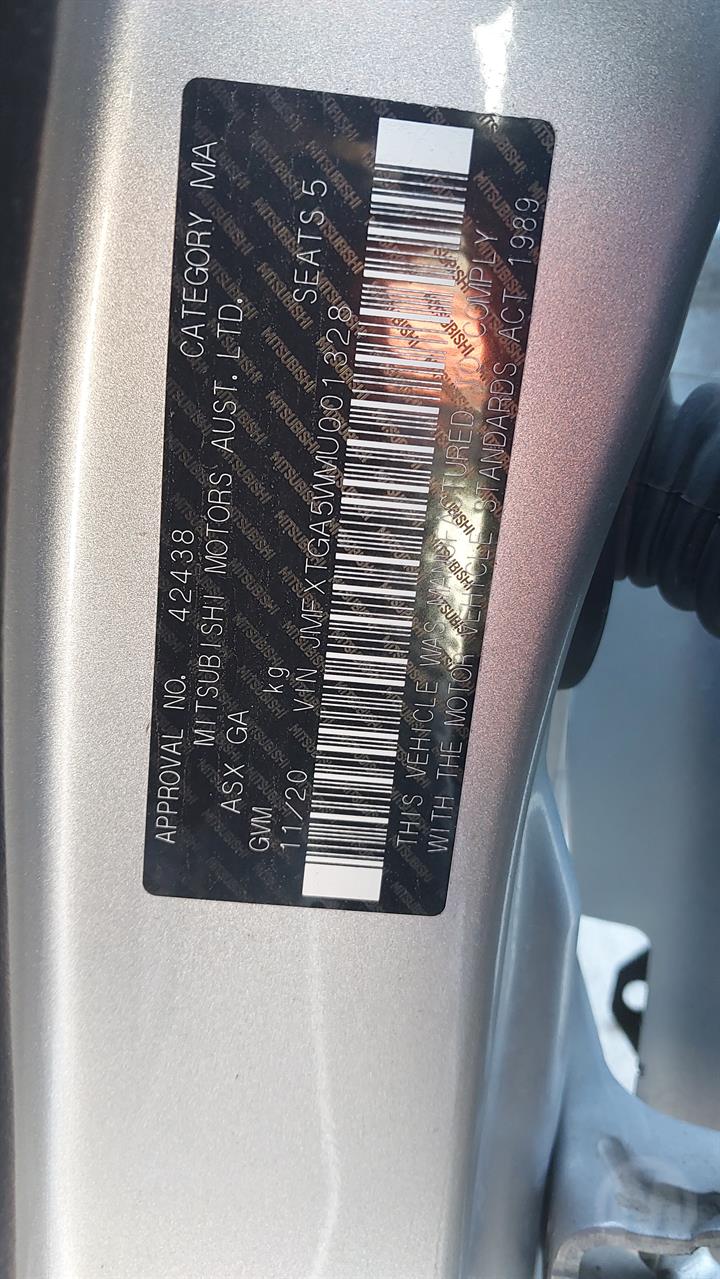 APPROVAL NO. 42438 CATEGORY MA
MITSUBISHI MOTORS AUST. LTD.
ASX GA
GVM kg
11/20 VIN JMFXTGA5WMU001328 SEATS 5
THIS VEHICLE WAS MANUFACTURED TO COMPLY
WITH THE MOTOR VEHICLE STANDARDS ACT 1989